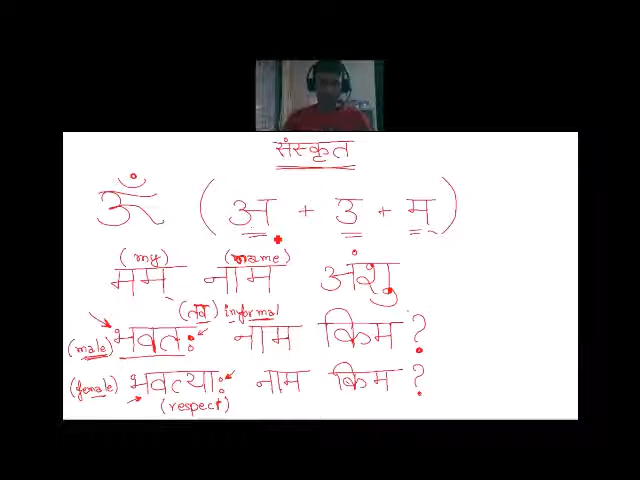 संस्कृत
ॐ (अ + उ + म्)
(my) (name)
मम नाम अंशु
(तव) informal
(male) भवतः नाम किम ?
(female) भवत्याः नाम किम ?
(respect)